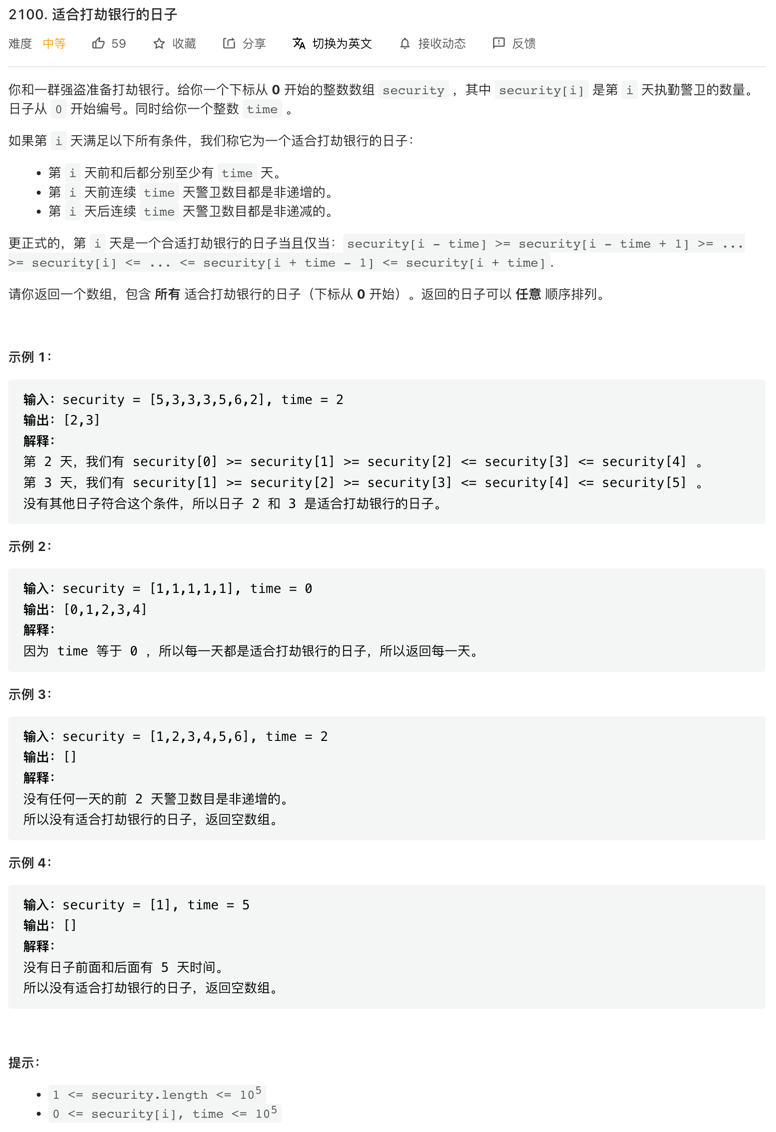 2100. 适合打劫银行的日子
难度 中等 59 收藏 分享 切换为英文 接收动态 反馈
你和一群强盗准备打劫银行。给你一个下标从 0 开始的整数数组 security ，其中 security[i] 是第 i 天执勤警卫的数量。
日子从 0 开始编号。同时给你一个整数 time 。
如果第 i 天满足以下所有条件，我们称它为一个适合打劫银行的日子：
• 第 i 天前和后都分别至少有 time 天。
• 第 i 天前连续 time 天警卫数目都是非递增的。
• 第 i 天后连续 time 天警卫数目都是非递减的。
更正式的，第 i 天是一个合适打劫银行的日子当且仅当：security[i - time] >= security[i - time + 1] >= ...
>= security[i] <= ... <= security[i + time - 1] <= security[i + time].
请你返回一个数组，包含 所有 适合打劫银行的日子（下标从 0 开始）。返回的日子可以 任意 顺序排列。
示例 1：
输入：security = [5,3,3,3,5,6,2], time = 2
输出：[2,3]
解释：
第 2 天，我们有 security[0] >= security[1] >= security[2] <= security[3] <= security[4] 。
第 3 天，我们有 security[1] >= security[2] >= security[3] <= security[4] <= security[5] 。
没有其他日子符合这个条件，所以日子 2 和 3 是适合打劫银行的日子。
示例 2：
输入：security = [1,1,1,1,1], time = 0
输出：[0,1,2,3,4]
解释：
因为 time 等于 0 ，所以每一天都是适合打劫银行的日子，所以返回每一天。
示例 3：
输入：security = [1,2,3,4,5,6], time = 2
输出：[]
解释：
没有任何一天的前 2 天警卫数目是非递增的。
所以没有适合打劫银行的日子，返回空数组。
示例 4：
输入：security = [1], time = 5
输出：[]
解释：
没有日子前面和后面有 5 天时间。
所以没有适合打劫银行的日子，返回空数组。
提示：
• 1 <= security.length <= 10⁵
• 0 <= security[i], time <= 10⁵